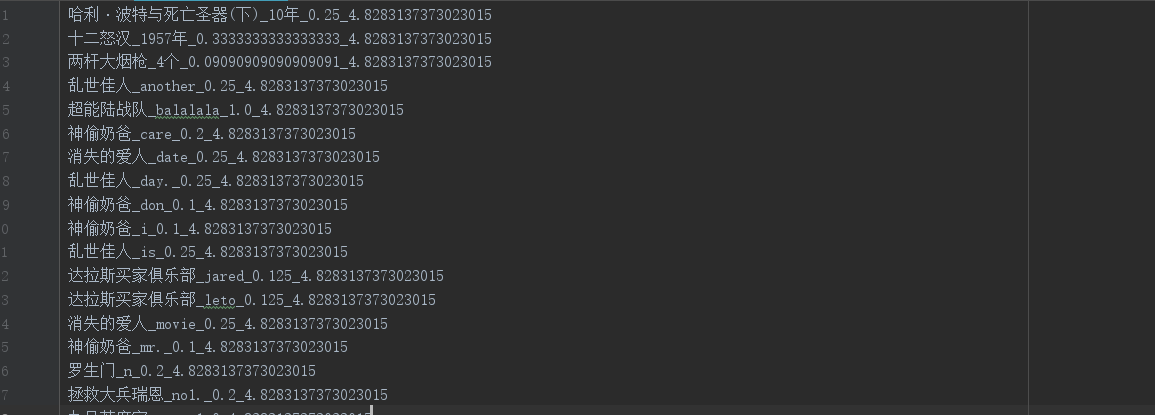 1 哈利·波特与死亡圣器(下)_10年_0.25_4.8283137373023015
2 十二怒汉_1957年_0.3333333333333333_4.8283137373023015
3 两杆大烟枪_4个_0.09090909090909091_4.8283137373023015
4 乱世佳人_another_0.25_4.8283137373023015
5 超能陆战队_balalala_1.0_4.8283137373023015
6 神偷奶爸_care_0.2_4.8283137373023015
7 消失的爱人_date_0.25_4.8283137373023015
8 乱世佳人_day._0.25_4.8283137373023015
9 神偷奶爸_don_0.1_4.8283137373023015
0 神偷奶爸_i_0.1_4.8283137373023015
1 乱世佳人_is_0.25_4.8283137373023015
2 达拉斯买家俱乐部_jared_0.125_4.8283137373023015
3 达拉斯买家俱乐部_leto_0.125_4.8283137373023015
4 消失的爱人_movie_0.25_4.8283137373023015
5 神偷奶爸_mr._0.1_4.8283137373023015
6 罗生门_n_0.2_4.8283137373023015
7 拯救大兵瑞恩_no1._0.2_4.8283137373023015